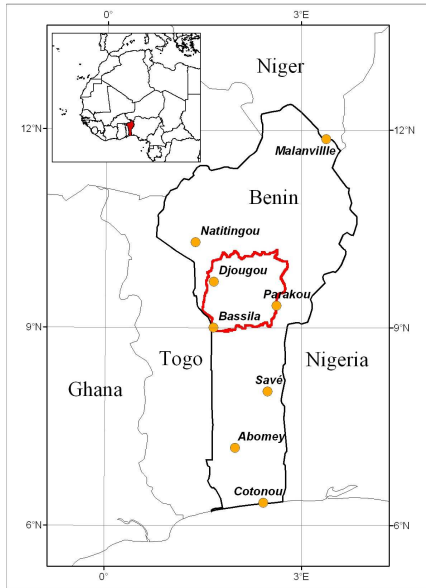 0°
3°E
Niger
12°N
12°N
Malanvillle
Benin
Natitingou
Djougou
Parakou
Bassila
9°N
9°N
Togo
Nigeria
Ghana
Savé
Abomey
Cotonou
6°N
6°N
0°
3°E